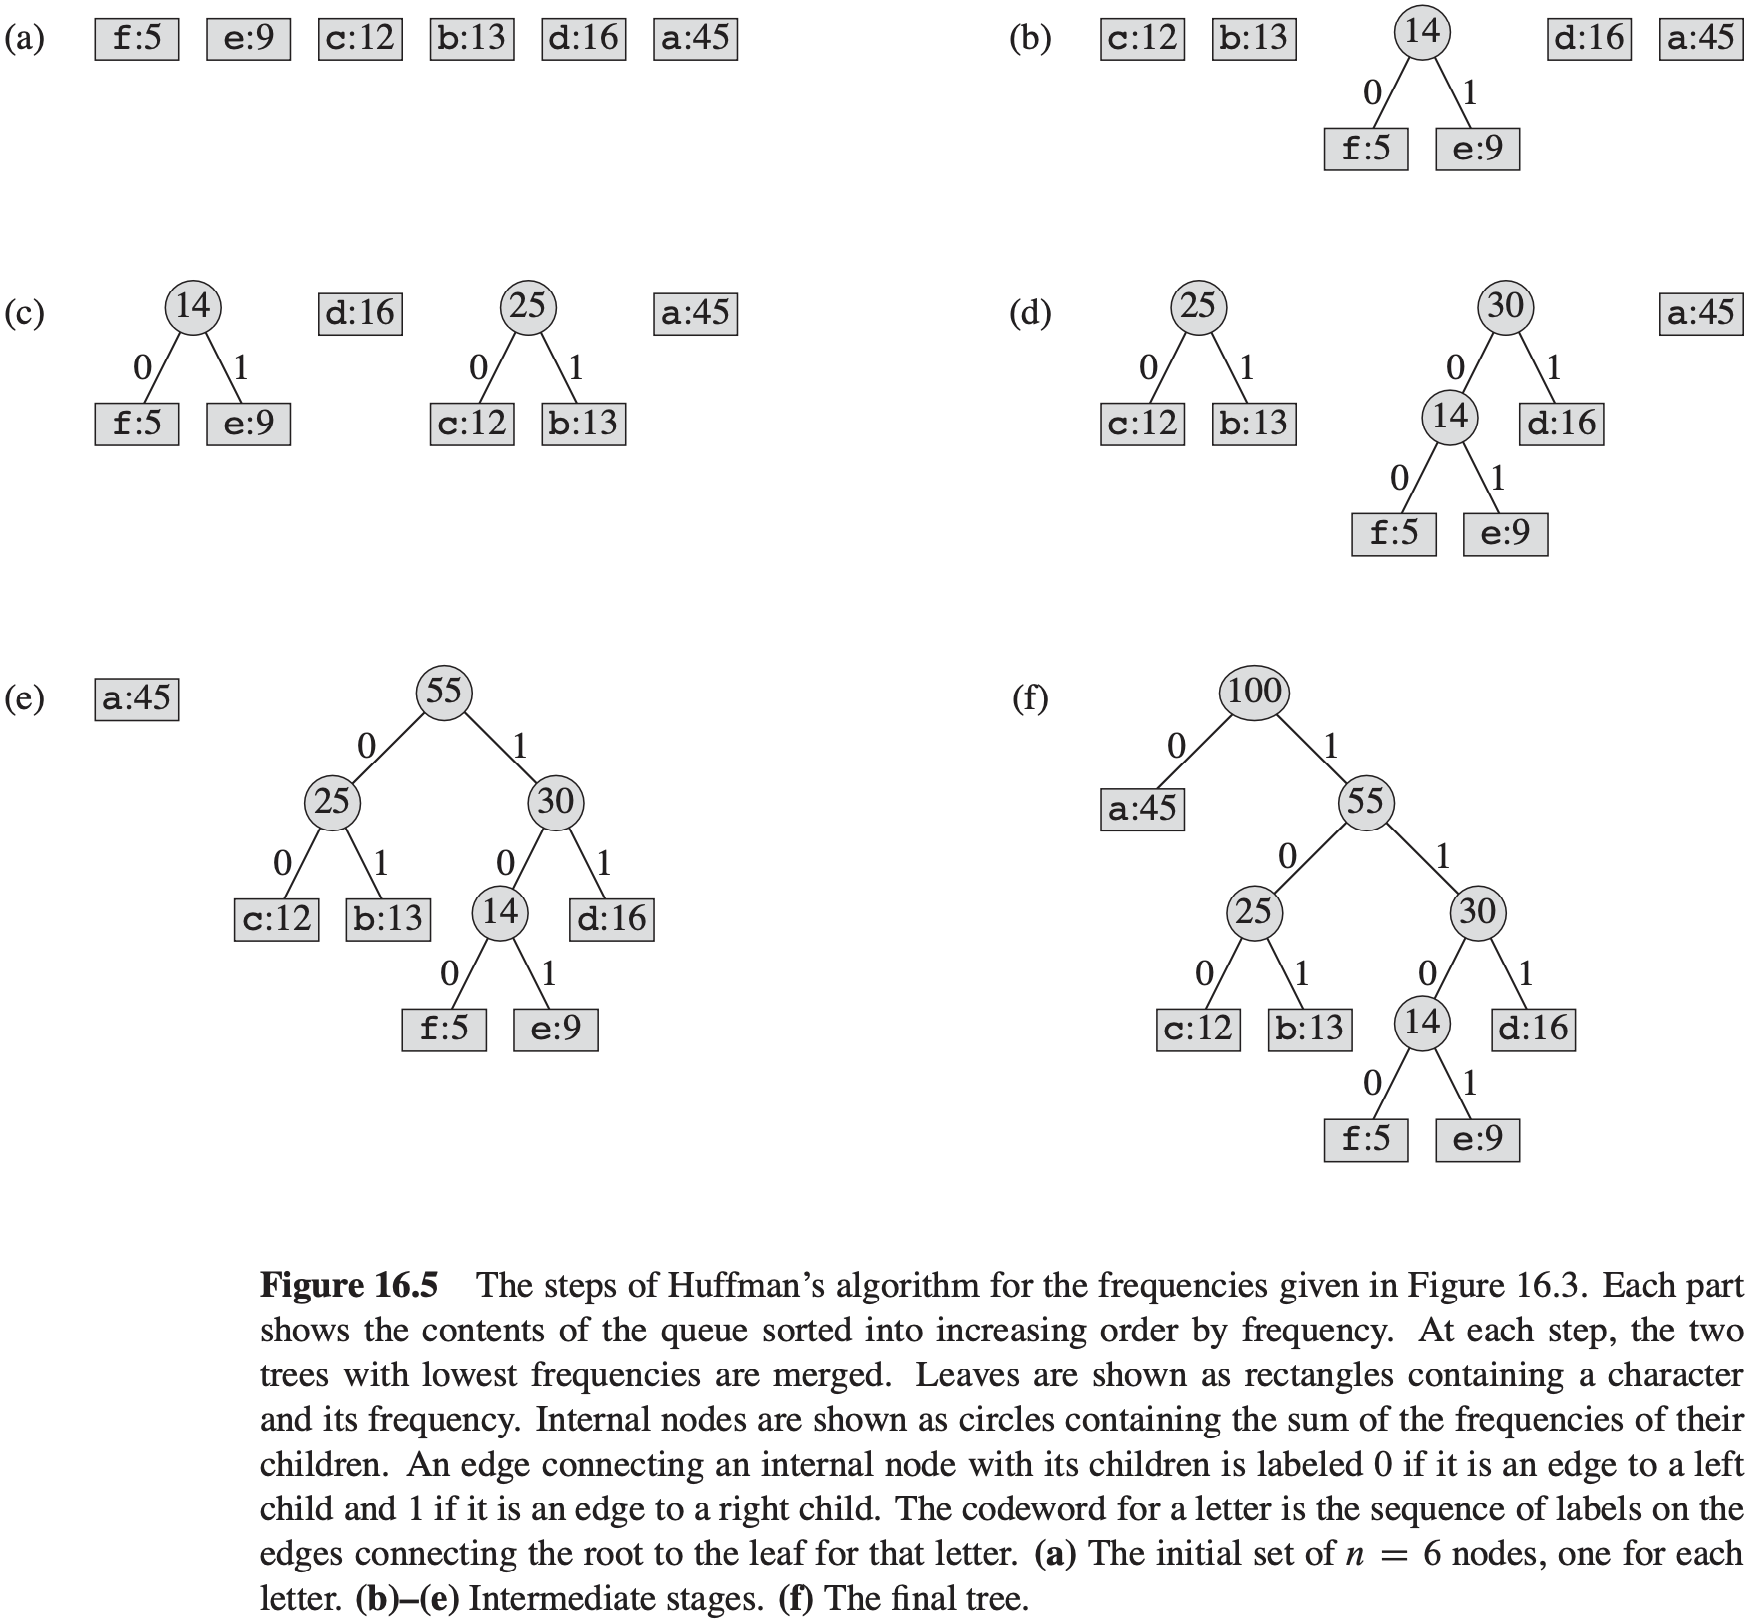 (a) f:5 e:9 c:12 b:13 d:16 a:45
(b) c:12 b:13 14 d:16 a:45
0 1
f:5 e:9
(c) 14 d:16 25 a:45
0 1 0 1
f:5 e:9 c:12 b:13
(d) 25 30 a:45
0 1 0 1
c:12 b:13 14 d:16
0 1
f:5 e:9
(e) a:45 55
0 1
25 30
0 1 0 1
c:12 b:13 14 d:16
0 1
f:5 e:9
(f) 100
0 1
a:45 55
0 1
25 30
0 1 0 1
c:12 b:13 14 d:16
0 1
f:5 e:9
Figure 16.5 The steps of Huffman's algorithm for the frequencies given in Figure 16.3. Each part
shows the contents of the queue sorted into increasing order by frequency. At each step, the two
trees with lowest frequencies are merged. Leaves are shown as rectangles containing a character
and its frequency. Internal nodes are shown as circles containing the sum of the frequencies of their
children. An edge connecting an internal node with its children is labeled 0 if it is an edge to a left
child and 1 if it is an edge to a right child. The codeword for a letter is the sequence of labels on the
edges connecting the root to the leaf for that letter. (a) The initial set of n = 6 nodes, one for each
letter. (b)–(e) Intermediate stages. (f) The final tree.